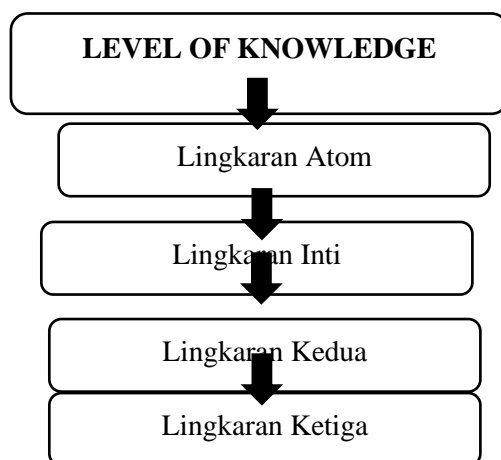 LEVEL OF KNOWLEDGE
Lingkaran Atom
Lingkaran Inti
Lingkaran Kedua
Lingkaran Ketiga